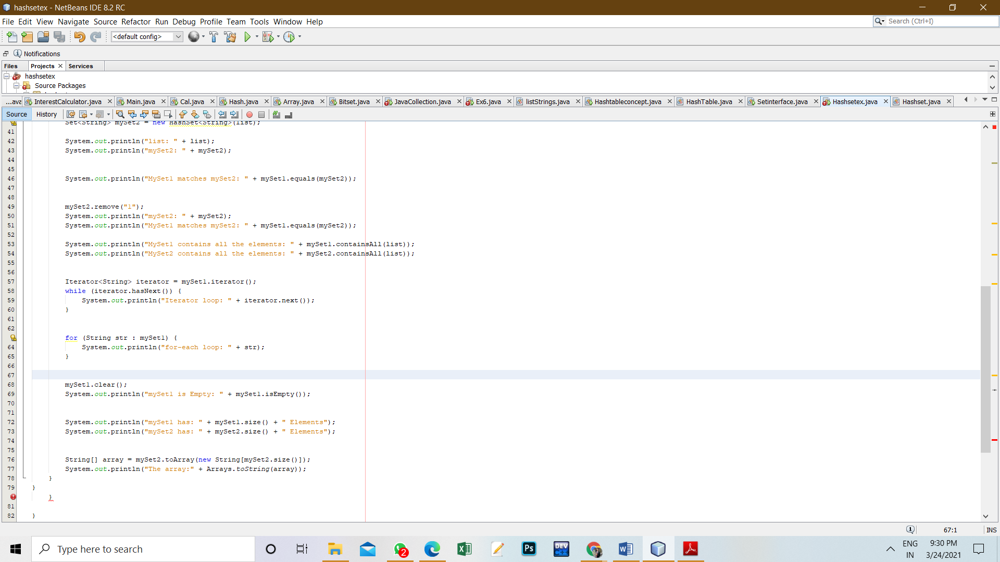 hashsetex - NetBeans IDE 8.2 RC
File Edit View Navigate Source Refactor Run Debug Profile Team Tools Window Help
Search (Ctrl+I)
<default config>
Notifications
Files Projects Services
hashsetex
Source Packages
...ava InterestCalculator.java Main.java Cal.java Hash.java Array.java Bitset.java JavaCollection.java Ex6.java listStrings.java Hashtableconcept.java HashTable.java Setinterface.java Hashsetex.java Hashset.java
Source History
Set<String> mySet2 = new HashSet<String>(list);
41
42 System.out.println("list: " + list);
43 System.out.println("mySet2: " + mySet2);
44
45
46 System.out.println("MySet1 matches mySet2: " + mySet1.equals(mySet2));
47
48
49 mySet2.remove("1");
50 System.out.println("mySet2: " + mySet2);
51 System.out.println("MySet1 matches mySet2: " + mySet1.equals(mySet2));
52
53 System.out.println("MySet1 contains all the elements: " + mySet1.containsAll(list));
54 System.out.println("MySet2 contains all the elements: " + mySet2.containsAll(list));
55
56
57 Iterator<String> iterator = mySet1.iterator();
58 while (iterator.hasNext()) {
59 System.out.println("Iterator loop: " + iterator.next());
60 }
61
62
for (String str : mySet1) {
64 System.out.println("for-each loop: " + str);
65 }
66
67
68 mySet1.clear();
69 System.out.println("mySet1 is Empty: " + mySet1.isEmpty());
70
71
72 System.out.println("mySet1 has: " + mySet1.size() + " Elements");
73 System.out.println("mySet2 has: " + mySet2.size() + " Elements");
74
75
76 String[] array = mySet2.toArray(new String[mySet2.size()]);
77 System.out.println("The array:" + Arrays.toString(array));
78 }
79 }
}
81
82 }
67:1 INS
Type here to search
2
Ps
DEV C++
ENG
IN
9:30 PM
3/24/2021